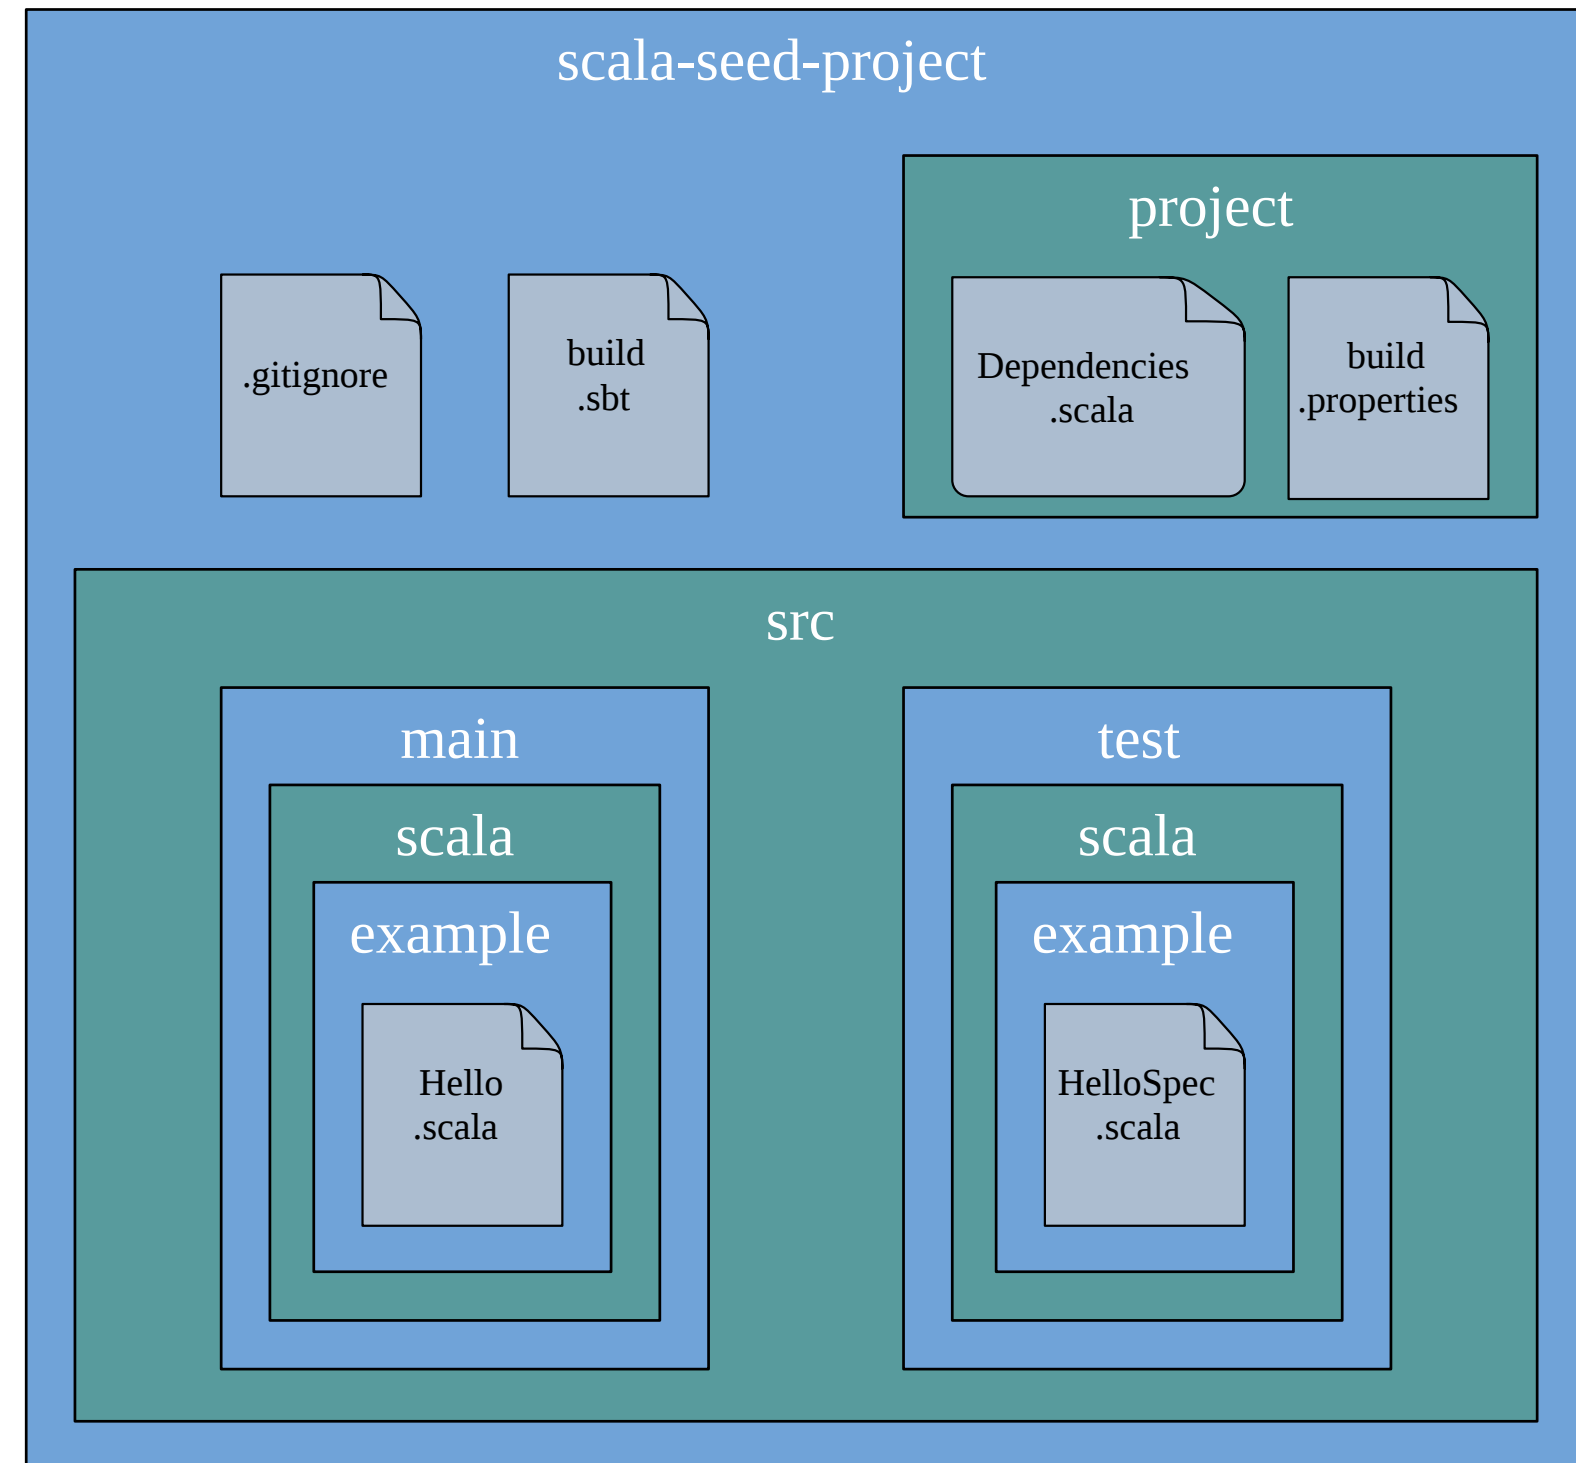 scala-seed-project
project
.gitignore
build
.sbt
Dependencies
.scala
build
.properties
src
main
scala
example
Hello
.scala
test
scala
example
HelloSpec
.scala